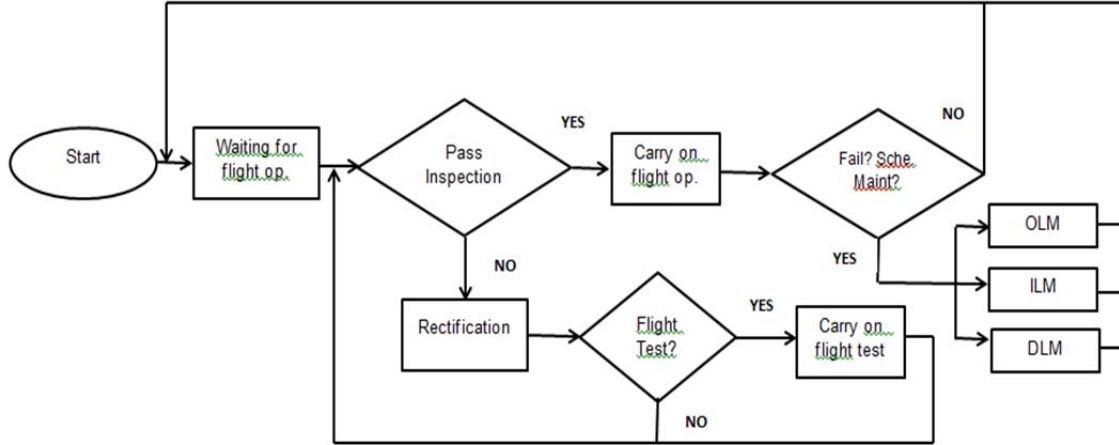 Start
Waiting for
flight op.
Pass
Inspection
YES
Carry on
flight op.
Fail? Sche
Maint?
NO
YES
OLM
ILM
DLM
NO
Rectification
Flight
Test?
YES
Carry on
flight test
NO